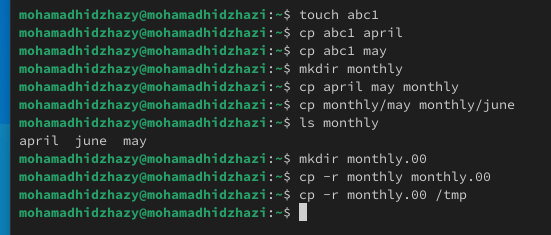 mohamadhidzhazy@mohamadhidzhazi:~$ touch abc1
mohamadhidzhazy@mohamadhidzhazi:~$ cp abc1 april
mohamadhidzhazy@mohamadhidzhazi:~$ cp abc1 may
mohamadhidzhazy@mohamadhidzhazi:~$ mkdir monthly
mohamadhidzhazy@mohamadhidzhazi:~$ cp april may monthly
mohamadhidzhazy@mohamadhidzhazi:~$ cp monthly/may monthly/june
mohamadhidzhazy@mohamadhidzhazi:~$ ls monthly
april  june  may
mohamadhidzhazy@mohamadhidzhazi:~$ mkdir monthly.00
mohamadhidzhazy@mohamadhidzhazi:~$ cp -r monthly monthly.00
mohamadhidzhazy@mohamadhidzhazi:~$ cp -r monthly.00 /tmp
mohamadhidzhazy@mohamadhidzhazi:~$